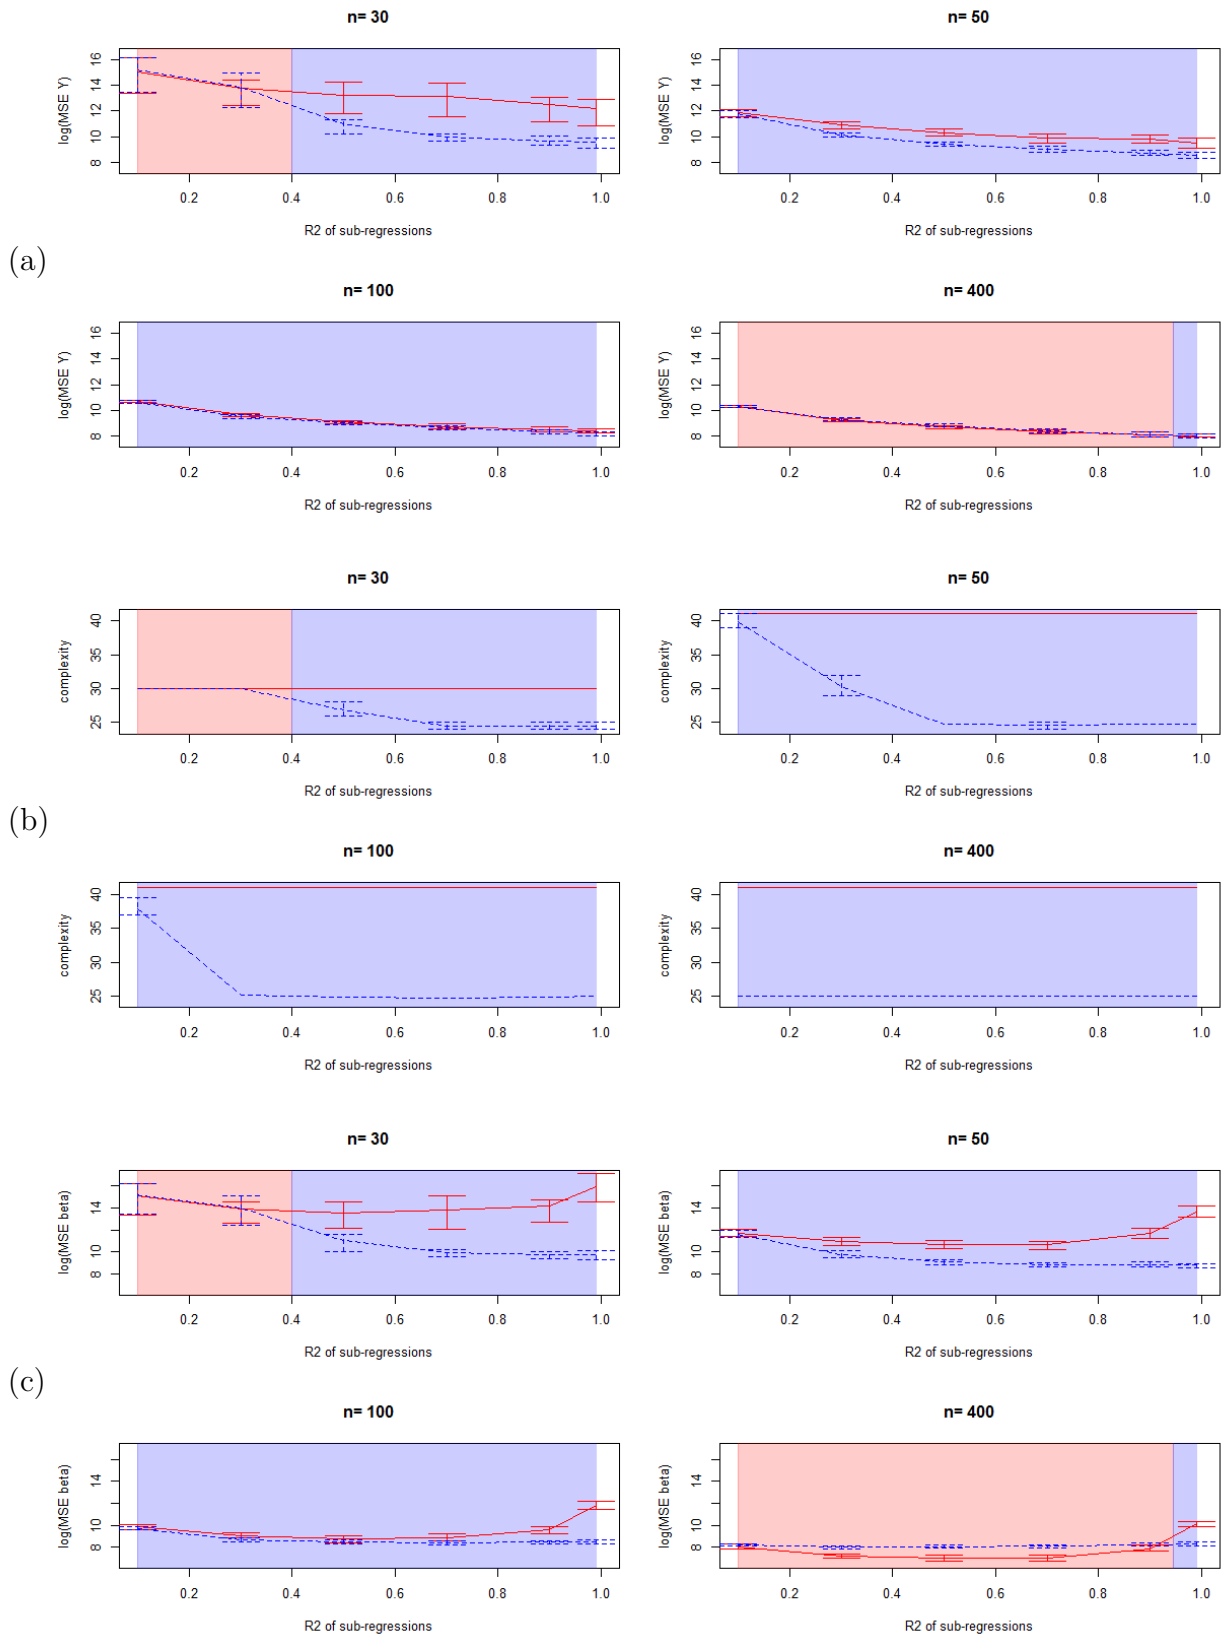 n= 30
n= 50
log(MSE Y)
8 10 12 14 16
0.2 0.4 0.6 0.8 1.0
R2 of sub-regressions
log(MSE Y)
8 10 12 14 16
0.2 0.4 0.6 0.8 1.0
R2 of sub-regressions
(a)
n= 100
n= 400
log(MSE Y)
8 10 12 14 16
0.2 0.4 0.6 0.8 1.0
R2 of sub-regressions
log(MSE Y)
8 10 12 14 16
0.2 0.4 0.6 0.8 1.0
R2 of sub-regressions
n= 30
n= 50
complexity
25 30 35 40
0.2 0.4 0.6 0.8 1.0
R2 of sub-regressions
complexity
25 30 35 40
0.2 0.4 0.6 0.8 1.0
R2 of sub-regressions
(b)
n= 100
n= 400
complexity
25 30 35 40
0.2 0.4 0.6 0.8 1.0
R2 of sub-regressions
complexity
25 30 35 40
0.2 0.4 0.6 0.8 1.0
R2 of sub-regressions
n= 30
n= 50
log(MSE beta)
8 10 14
0.2 0.4 0.6 0.8 1.0
R2 of sub-regressions
log(MSE beta)
8 10 14
0.2 0.4 0.6 0.8 1.0
R2 of sub-regressions
(c)
n= 100
n= 400
log(MSE beta)
8 10 14
0.2 0.4 0.6 0.8 1.0
R2 of sub-regressions
log(MSE beta)
8 10 14
0.2 0.4 0.6 0.8 1.0
R2 of sub-regressions